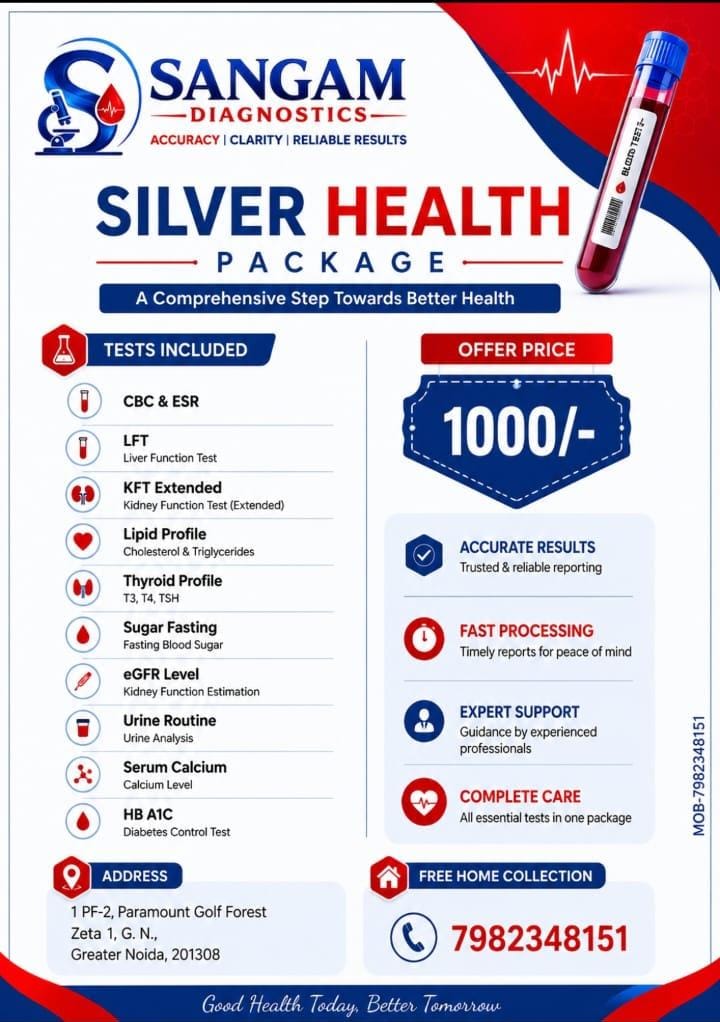 SANGAM
DIAGNOSTICS
ACCURACY | CLARITY | RELIABLE RESULTS
BLOOD TEST
SILVER HEALTH
PACKAGE
A Comprehensive Step Towards Better Health
TESTS INCLUDED
CBC & ESR
LFT
Liver Function Test
KFT Extended
Kidney Function Test (Extended)
Lipid Profile
Cholesterol & Triglycerides
Thyroid Profile
T3, T4, TSH
Sugar Fasting
Fasting Blood Sugar
eGFR Level
Kidney Function Estimation
Urine Routine
Urine Analysis
Serum Calcium
Calcium Level
HB A1C
Diabetes Control Test
OFFER PRICE
1000/-
ACCURATE RESULTS
Trusted & reliable reporting
FAST PROCESSING
Timely reports for peace of mind
EXPERT SUPPORT
Guidance by experienced
professionals
COMPLETE CARE
All essential tests in one package
MOB-7982348151
ADDRESS
1 PF-2, Paramount Golf Forest
Zeta 1, G. N.,
Greater Noida, 201308
FREE HOME COLLECTION
7982348151
Good Health Today, Better Tomorrow